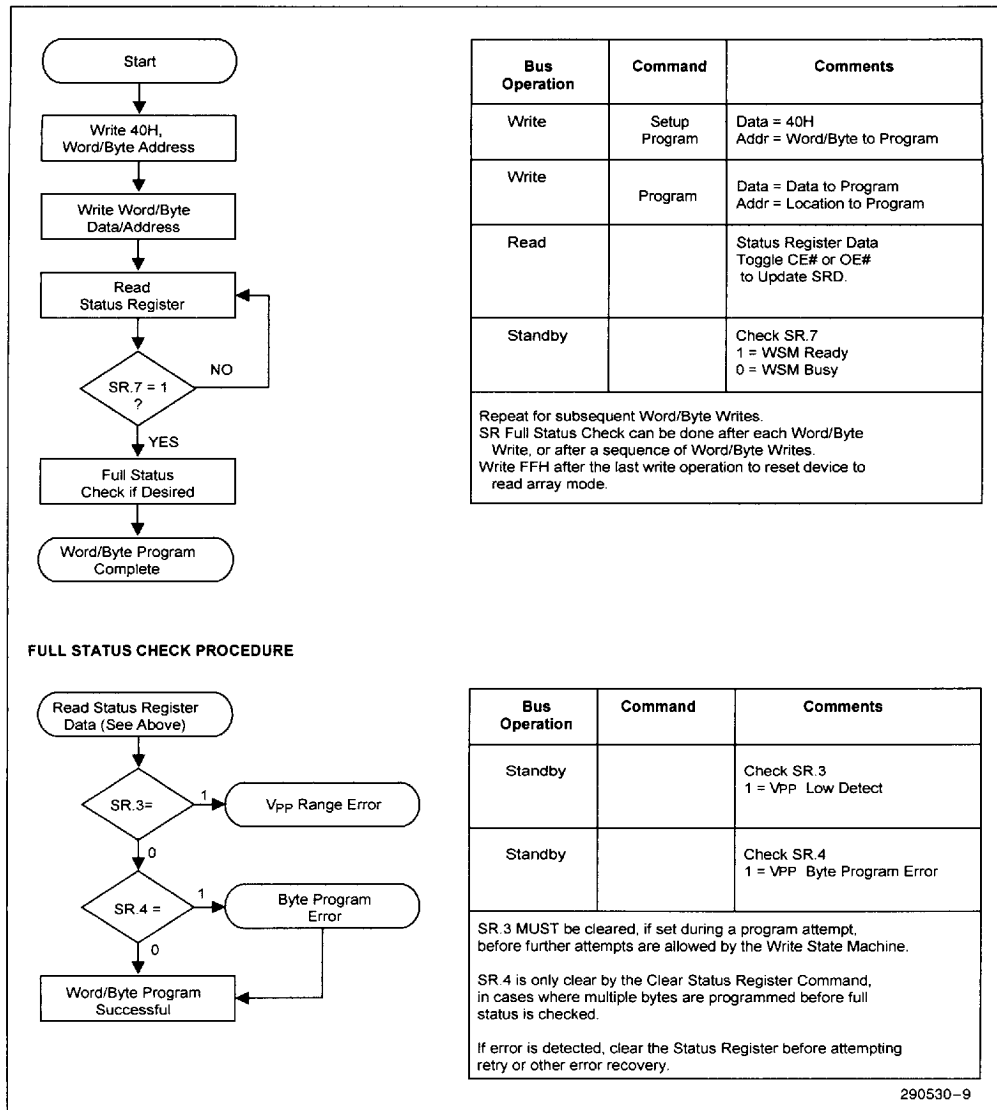 Start
Write 40H,
Word/Byte Address
Write Word/Byte
Data/Address
Read
Status Register
NO
SR.7 = 1
?
YES
Full Status
Check if Desired
Word/Byte Program
Complete
Bus
Operation
Command
Comments
Write
Setup
Program
Data = 40H
Addr = Word/Byte to Program
Write
Program
Data = Data to Program
Addr = Location to Program
Read
Status Register Data
Toggle CE# or OE#
to Update SRD.
Standby
Check SR.7
1 = WSM Ready
0 = WSM Busy
Repeat for subsequent Word/Byte Writes.
SR Full Status Check can be done after each Word/Byte
Write, or after a sequence of Word/Byte Writes.
Write FFH after the last write operation to reset device to
read array mode.
FULL STATUS CHECK PROCEDURE
Read Status Register
Data (See Above)
SR.3=
1
VPP Range Error
0
SR.4 =
1
Byte Program
Error
0
Word/Byte Program
Successful
Bus
Operation
Command
Comments
Standby
Check SR.3
1 = VPP Low Detect
Standby
Check SR.4
1 = VPP Byte Program Error
SR.3 MUST be cleared, if set during a program attempt,
before further attempts are allowed by the Write State Machine.
SR.4 is only clear by the Clear Status Register Command,
in cases where multiple bytes are programmed before full
status is checked.
If error is detected, clear the Status Register before attempting
retry or other error recovery.
290530–9